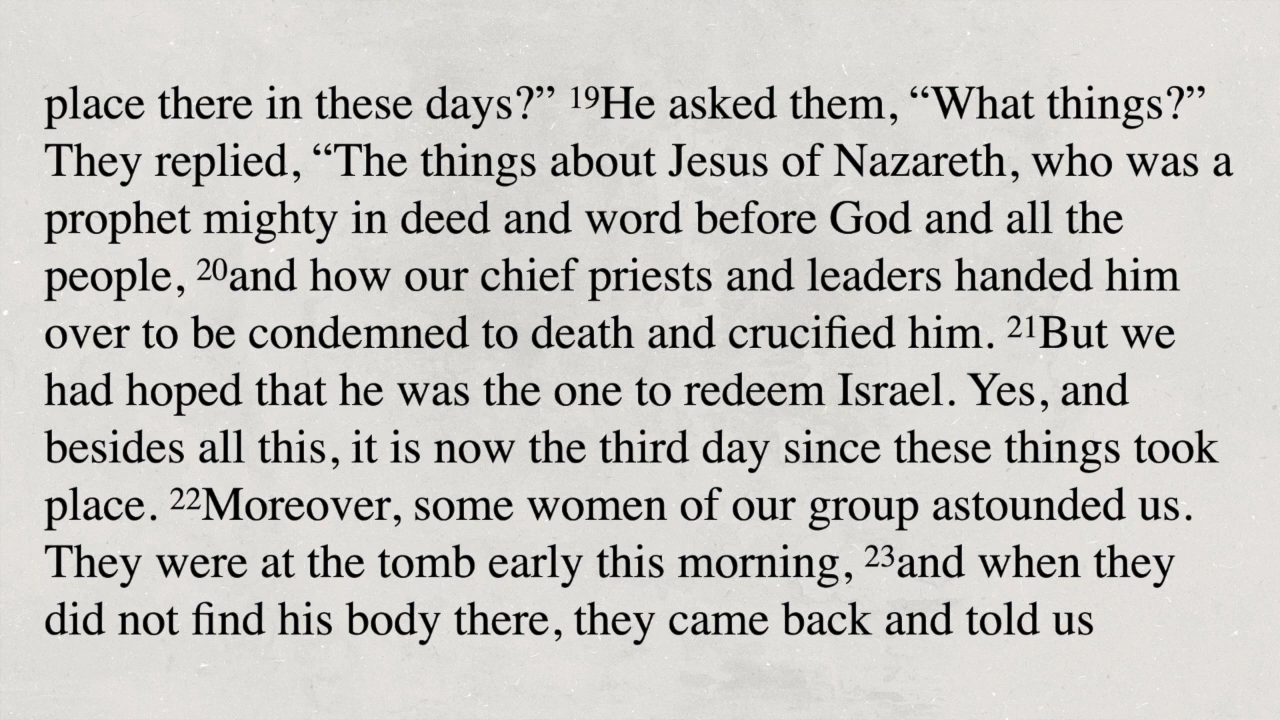 place there in these days?” 19He asked them, “What things?”
They replied, “The things about Jesus of Nazareth, who was a
prophet mighty in deed and word before God and all the
people, 20and how our chief priests and leaders handed him
over to be condemned to death and crucified him. 21But we
had hoped that he was the one to redeem Israel. Yes, and
besides all this, it is now the third day since these things took
place. 22Moreover, some women of our group astounded us.
They were at the tomb early this morning, 23and when they
did not find his body there, they came back and told us